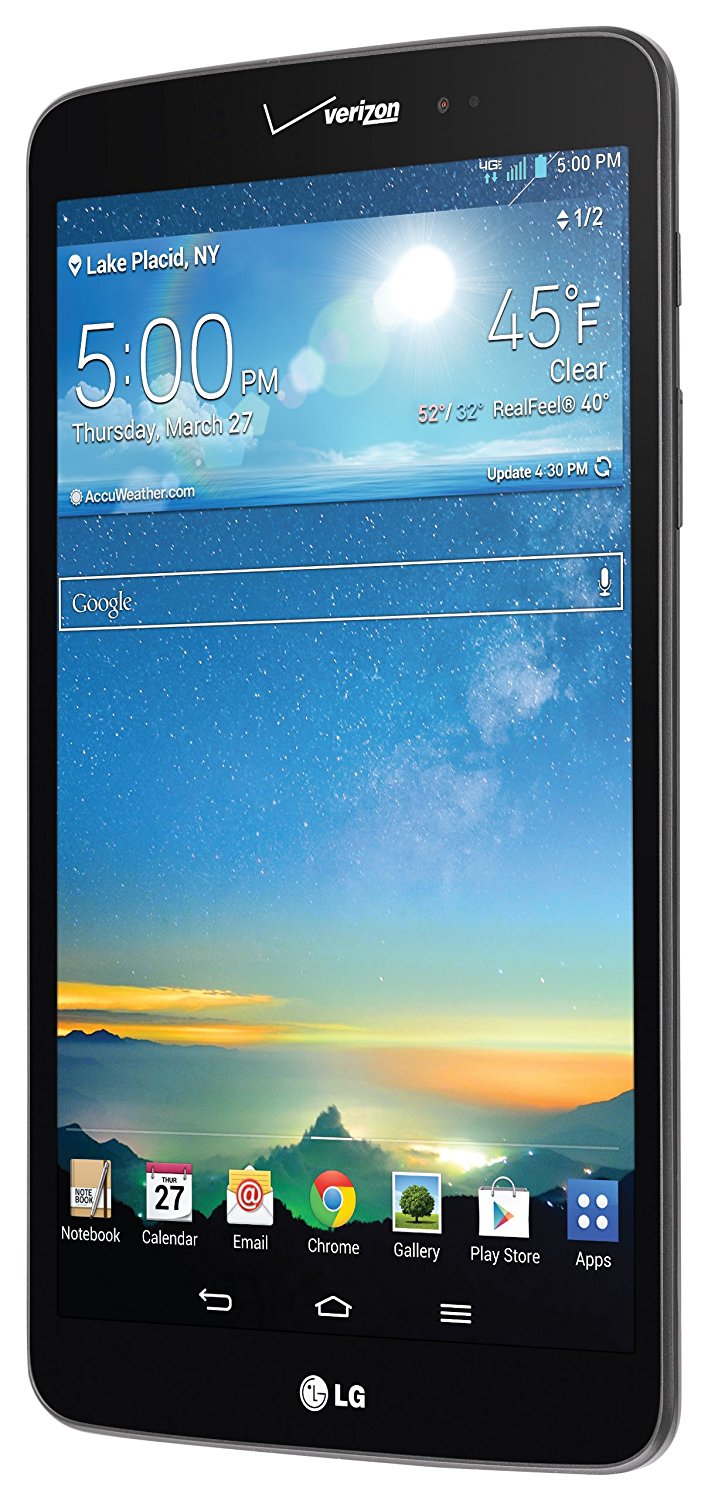 verizon
4G LTE 5:00 PM
Lake Placid, NY
1/2
5:00 PM
45°F
Clear
Thursday, March 27
52°/ 32° RealFeel® 40°
AccuWeather.com
Update 4:30 PM
Google
NOTE BOOK
THUR
27
@
Notebook
Calendar
Email
Chrome
Gallery
Play Store
Apps
LG